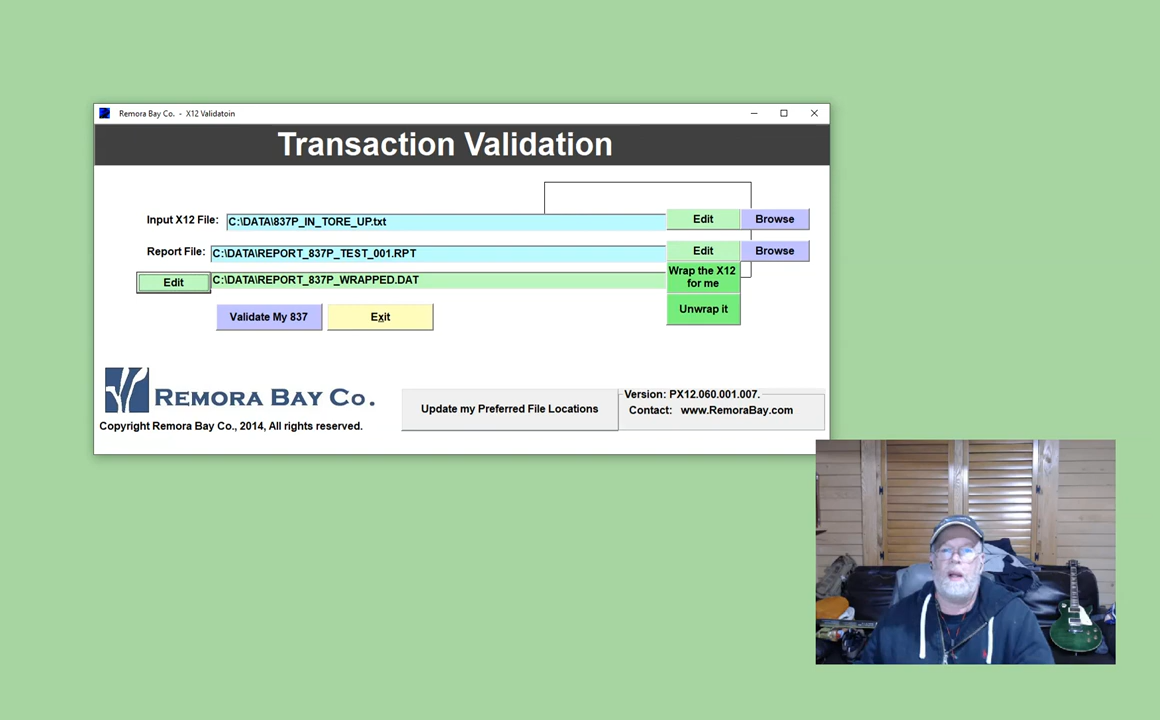 Remora Bay Co. - X12 Validatoin
Transaction Validation
Input X12 File: C:\DATA\837P_IN_TORE_UP.txt Edit Browse
Report File: C:\DATA\REPORT_837P_TEST_001.RPT Edit Browse
Edit C:\DATA\REPORT_837P_WRAPPED.DAT
Wrap the X12
for me
Unwrap it
Validate My 837 Exit
REMORA BAY CO.
Copyright Remora Bay Co., 2014, All rights reserved.
Update my Preferred File Locations
Version: PX12.060.001.007.
Contact: www.RemoraBay.com